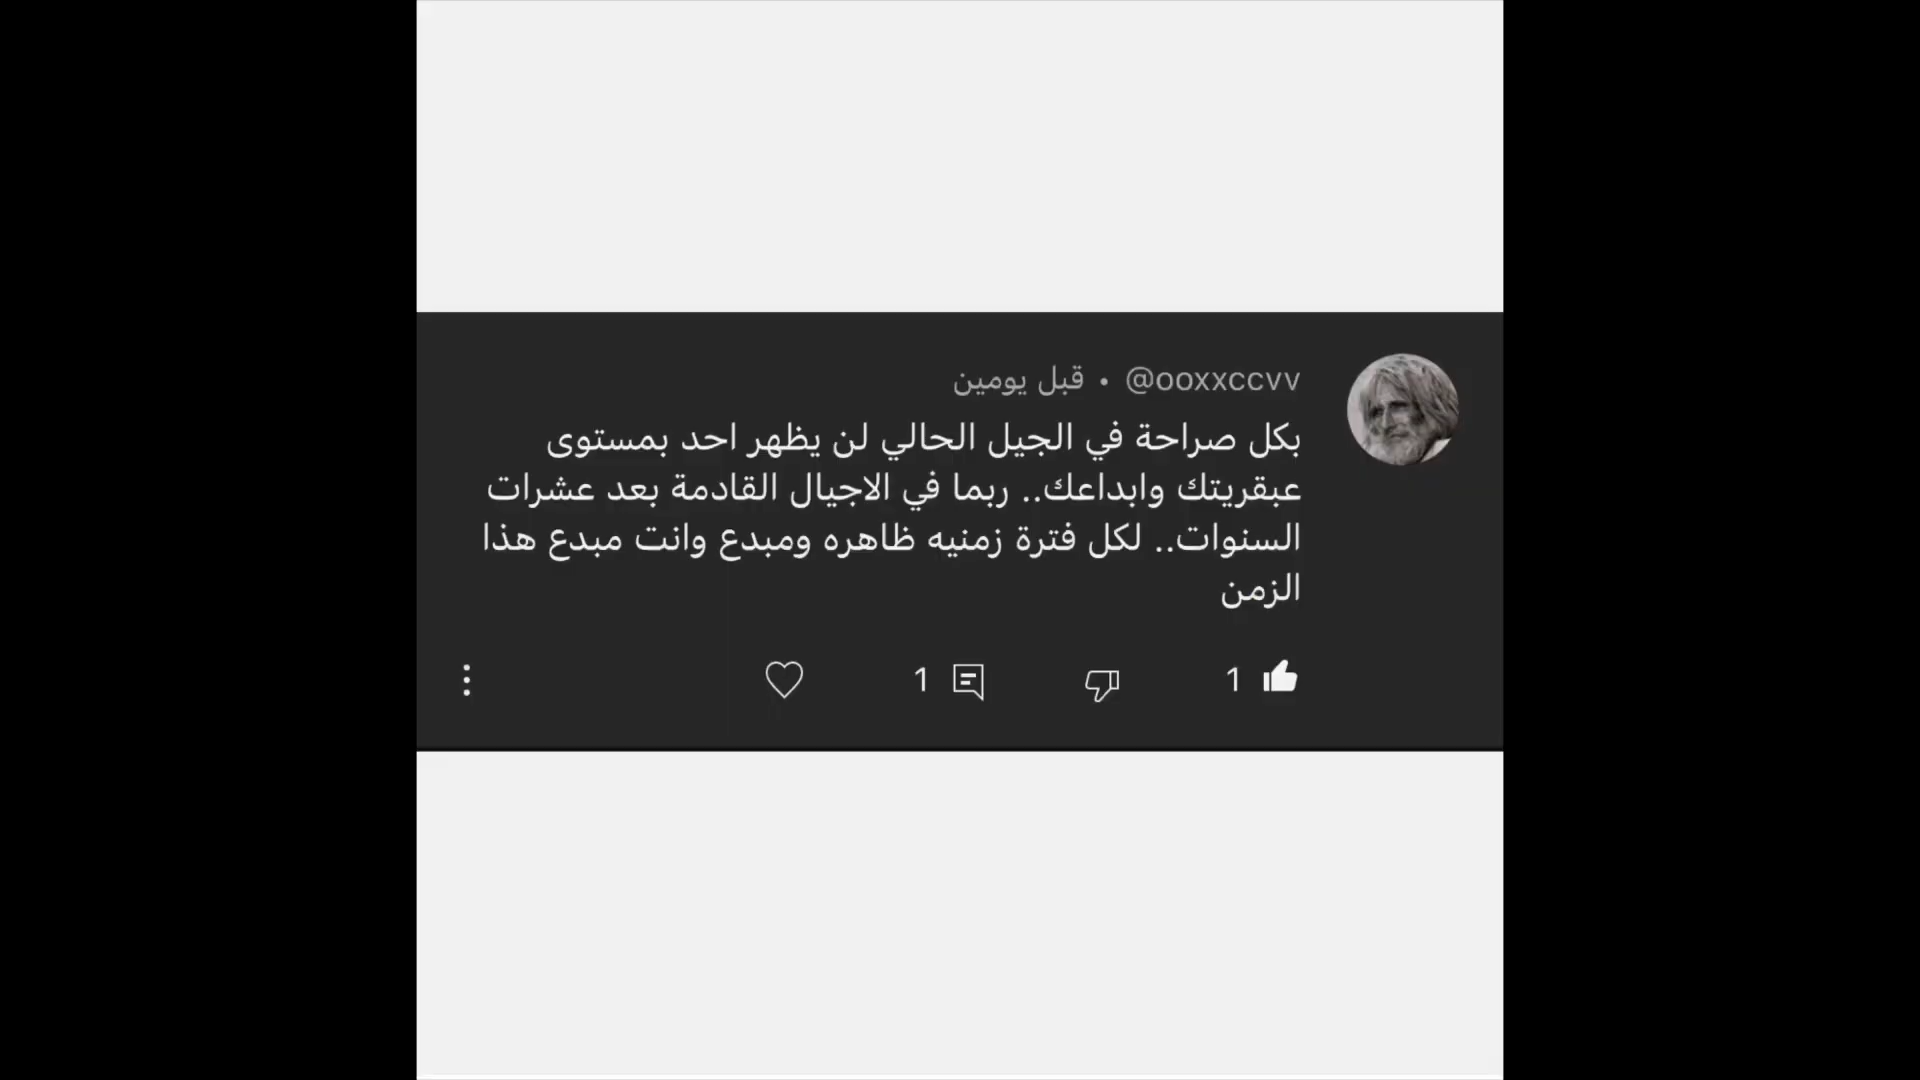 @ooxxccvv • قبل يومين
بكل صراحة في الجيل الحالي لن يظهر احد بمستوى
عبقريتك وابداعك.. ربما في الاجيال القادمة بعد عشرات
السنوات.. لكل فترة زمنيه ظاهره ومبدع وانت مبدع هذا
الزمن
1 1